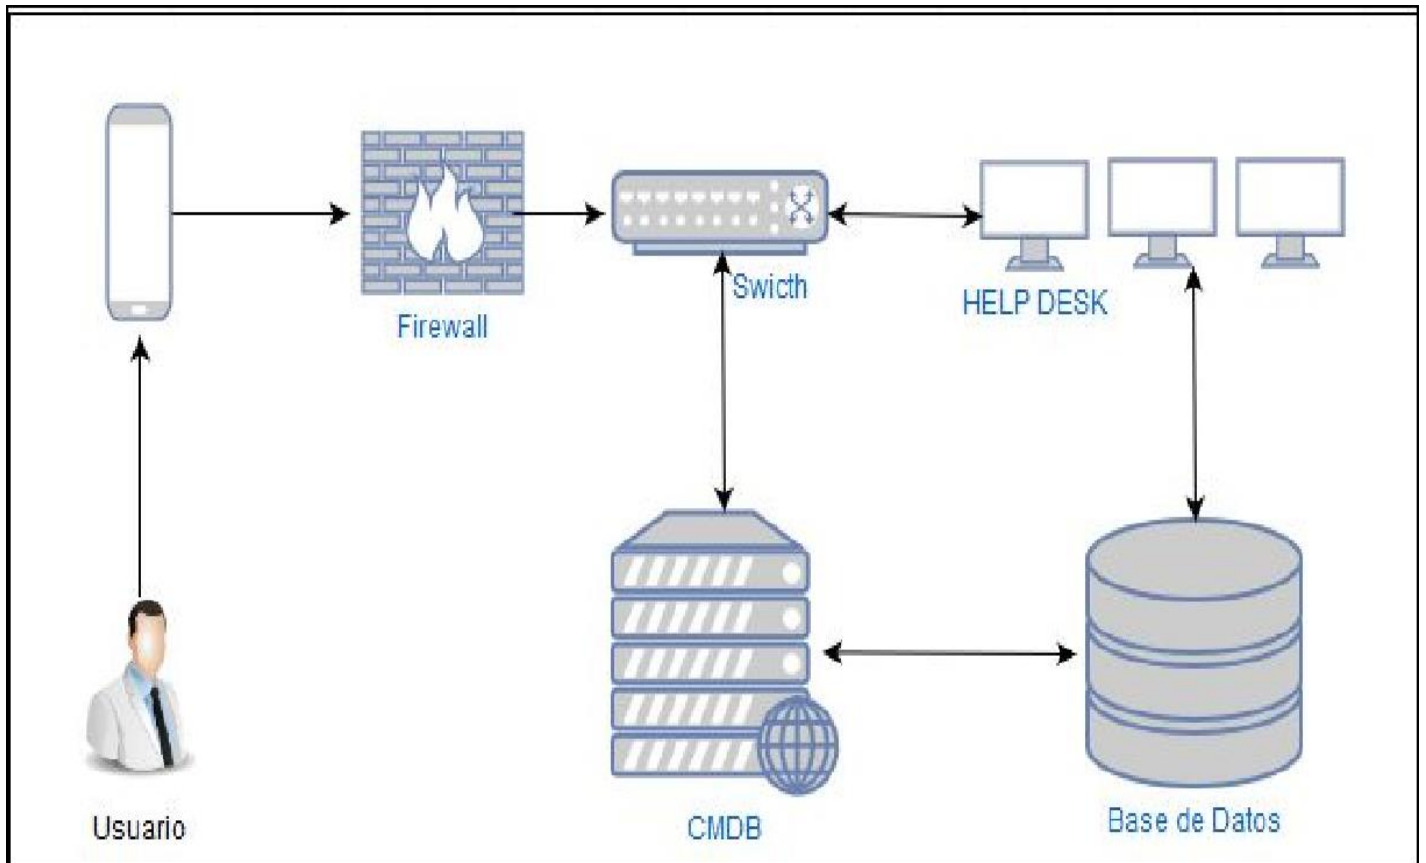 Swicth
HELP DESK
Firewall
Usuario
CMDB
Base de Datos